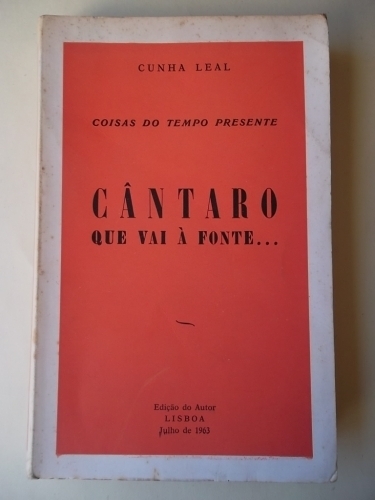 CUNHA LEAL
COISAS DO TEMPO PRESENTE
CÂNTARO
QUE VAI À FONTE...
Edição do Autor
LISBOA
Julho de 1963